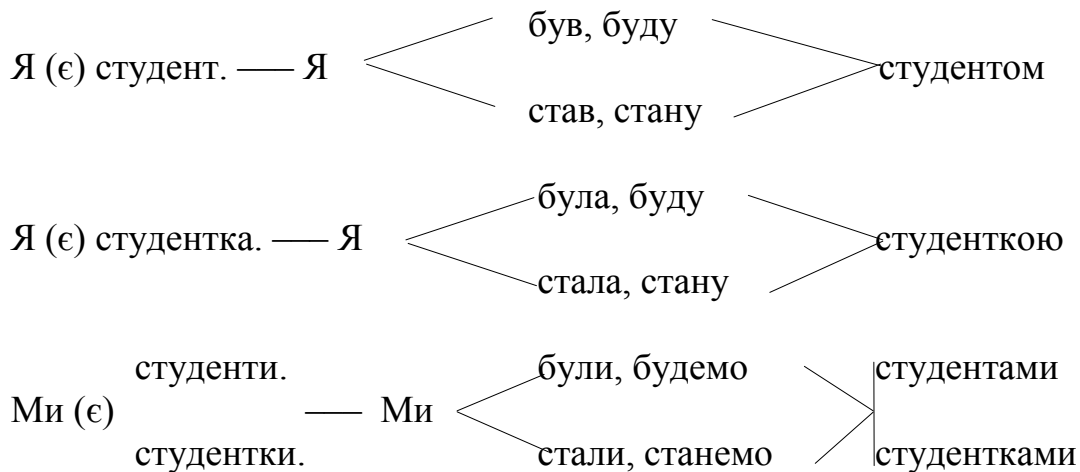 був, буду
Я (є) студент. —— Я студентом
став, стану
була, буду
Я (є) студентка. —— Я студенткою
стала, стану
студенти. були, будемо студентами
Ми (є) —— Ми
студентки. стали, станемо студентками